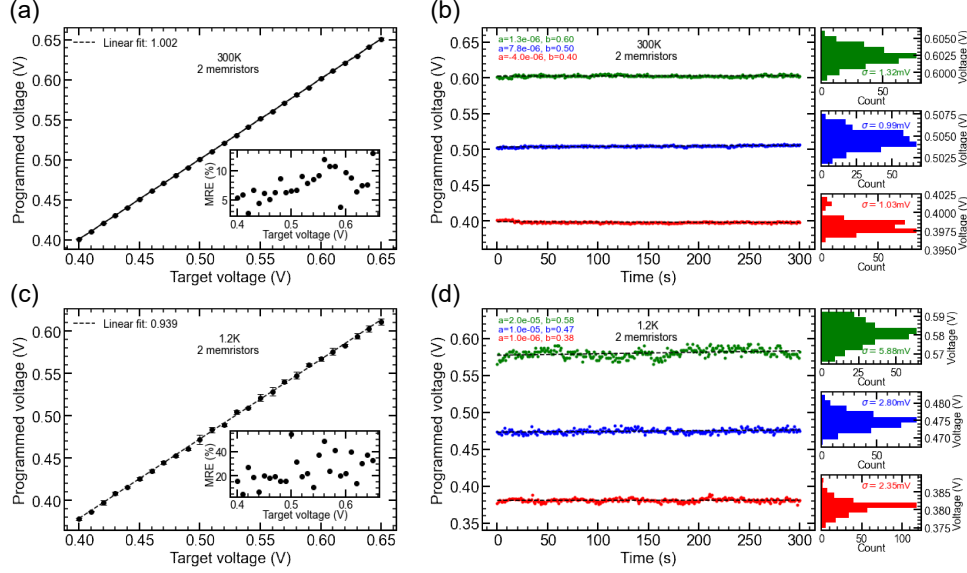 (a)
Linear fit: 1.002
300K
2 memristors
Programmed voltage (V)
0.65
0.60
0.55
0.50
0.45
0.40
0.40 0.45 0.50 0.55 0.60 0.65
Target voltage (V)
MRE (%)
10
5
0.4 0.5 0.6
Target voltage (V)
(b)
a=1.3e-06, b=0.60
a=7.8e-06, b=0.50
a=-4.0e-06, b=0.40
300K
2 memristors
Programmed voltage (V)
0.65
0.60
0.55
0.50
0.45
0.40
0.35
0 50 100 150 200 250 300
Time (s)
σ = 1.32mV
0.6050
0.6025
0.6000
Voltage (V)
0 50
Count
σ = 0.99mV
0.5075
0.5050
0.5025
Voltage (V)
0 25 50 75
Count
σ = 1.03mV
0.4025
0.4000
0.3975
0.3950
Voltage (V)
0 50
Count
(c)
Linear fit: 0.939
1.2K
2 memristors
Programmed voltage (V)
0.60
0.55
0.50
0.45
0.40
0.40 0.45 0.50 0.55 0.60 0.65
Target voltage (V)
MRE (%)
40
20
0.4 0.5 0.6
Target voltage (V)
(d)
a=2.0e-05, b=0.58
a=1.0e-05, b=0.47
a=1.0e-06, b=0.38
1.2K
2 memristors
Programmed voltage (V)
0.60
0.55
0.50
0.45
0.40
0.35
0 50 100 150 200 250 300
Time (s)
σ = 5.88mV
0.59
0.58
0.57
Voltage (V)
0 25 50
Count
σ = 2.80mV
0.480
0.475
0.470
Voltage (V)
0 50
Count
σ = 2.35mV
0.385
0.380
0.375
Voltage (V)
0 50 100
Count